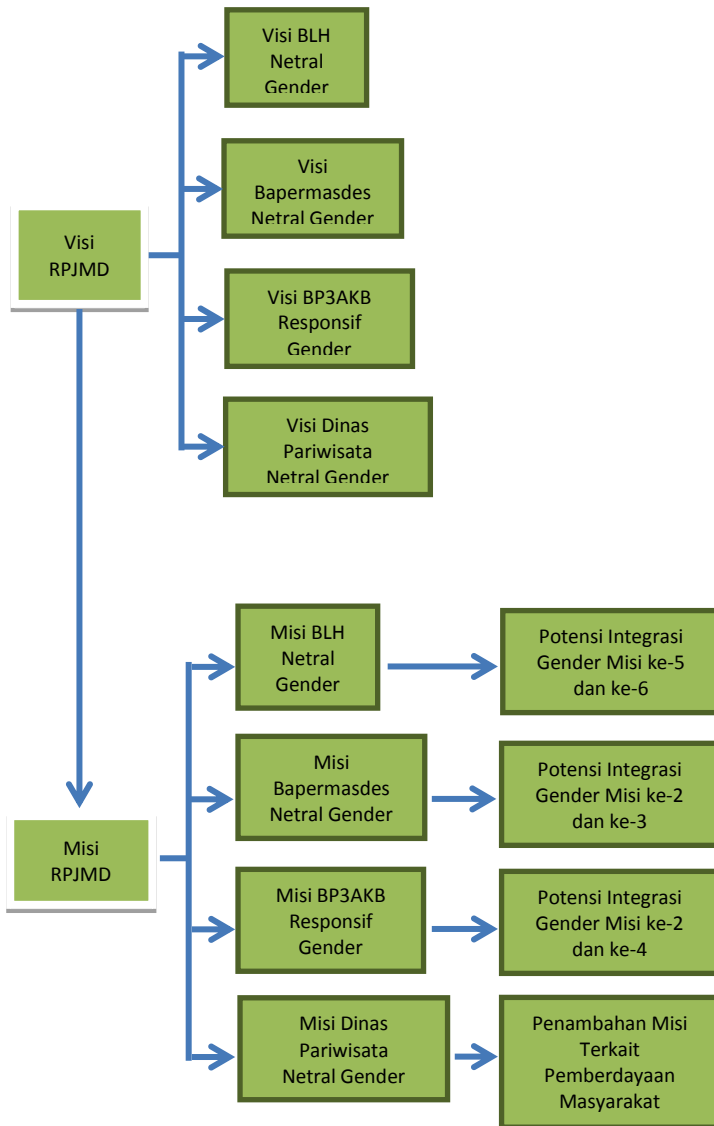 Visi BLH
Netral
Gender
Visi
Bapermasdes
Netral Gender
Visi
RPJMD
Visi BP3AKB
Responsif
Gender
Visi Dinas
Pariwisata
Netral Gender
Misi BLH
Netral
Gender
Potensi Integrasi
Gender Misi ke-5
dan ke-6
Misi
Bapermasdes
Netral Gender
Potensi Integrasi
Gender Misi ke-2
dan ke-3
Misi
RPJMD
Misi BP3AKB
Responsif
Gender
Potensi Integrasi
Gender Misi ke-2
dan ke-4
Misi Dinas
Pariwisata
Netral Gender
Penambahan Misi
Terkait
Pemberdayaan
Masyarakat